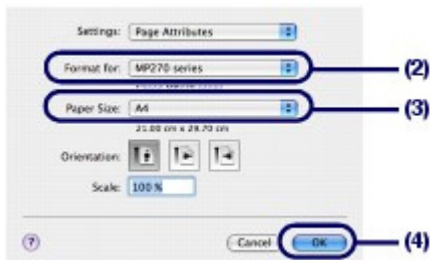 Settings: Page Attributes
Format for: MP270 series (2)
Paper Size: A4 (3)
21.00 cm x 29.70 cm
Orientation:
Scale: 100 %
? Cancel OK (4)